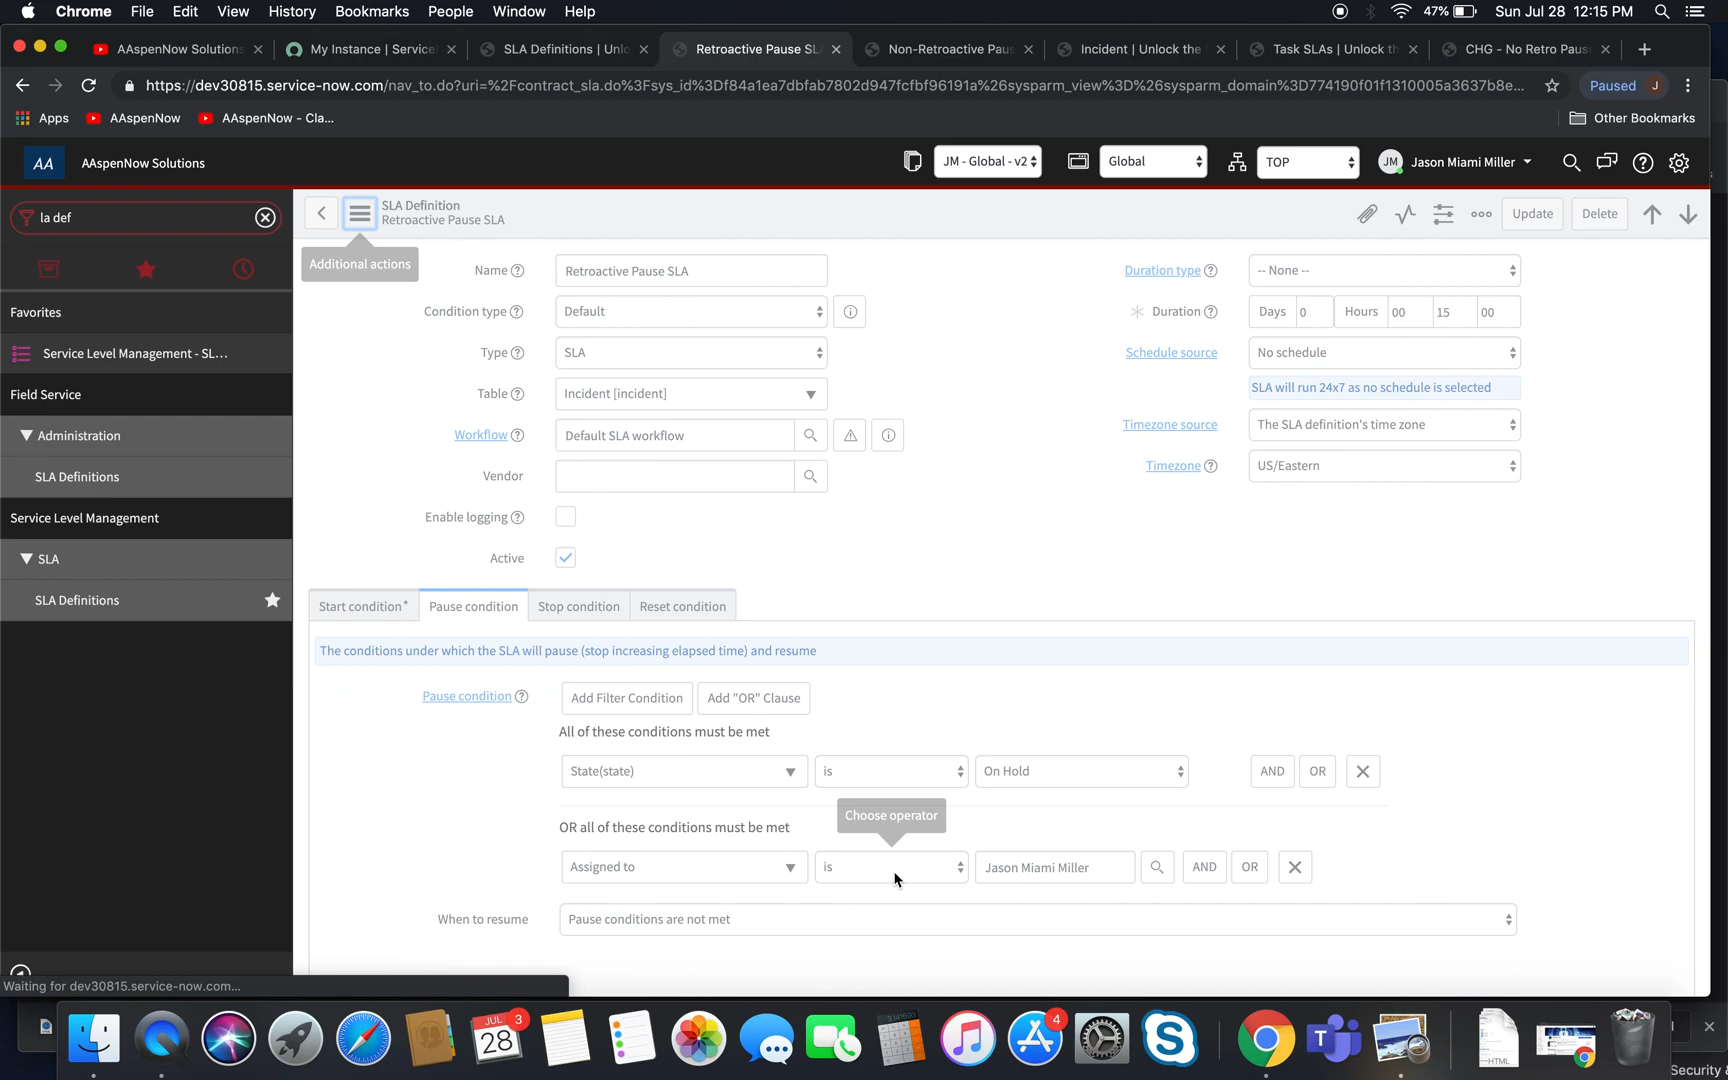 Chrome File Edit View History Bookmarks People Window Help 47% Sun Jul 28 12:15 PM
AAspenNow Solutions My Instance | Service SLA Definitions | Unlo Retroactive Pause SL Non-Retroactive Pau Incident | Unlock the Task SLAs | Unlock th CHG - No Retro Paus
https://dev30815.service-now.com/nav_to.do?uri=%2Fcontract_sla.do%3Fsys_id%3Df84a1ea7dbfab7802d947fcfbf96191a%26sysparm_view%3D%26sysparm_domain%3D774190f01f1310005a3637b8e... Paused J
Apps AAspenNow AAspenNow - Cla... Other Bookmarks
AA AAspenNow Solutions JM - Global - v2 Global TOP JM Jason Miami Miller
la def
SLA Definition
Retroactive Pause SLA
Update Delete
Additional actions
Favorites
Service Level Management - SL...
Field Service
Administration
SLA Definitions
Service Level Management
SLA
SLA Definitions
Name Retroactive Pause SLA
Condition type Default
Type SLA
Table Incident [incident]
Workflow Default SLA workflow
Vendor
Enable logging
Active
Duration type -- None --
Duration Days 0 Hours 00 15 00
Schedule source No schedule
SLA will run 24x7 as no schedule is selected
Timezone source The SLA definition's time zone
Timezone US/Eastern
Start condition* Pause condition Stop condition Reset condition
The conditions under which the SLA will pause (stop increasing elapsed time) and resume
Pause condition Add Filter Condition Add "OR" Clause
All of these conditions must be met
State(state) is On Hold AND OR
Choose operator
OR all of these conditions must be met
Assigned to is Jason Miami Miller AND OR
When to resume Pause conditions are not met
Waiting for dev30815.service-now.com...
JUL 28 3
4
HTML
Security